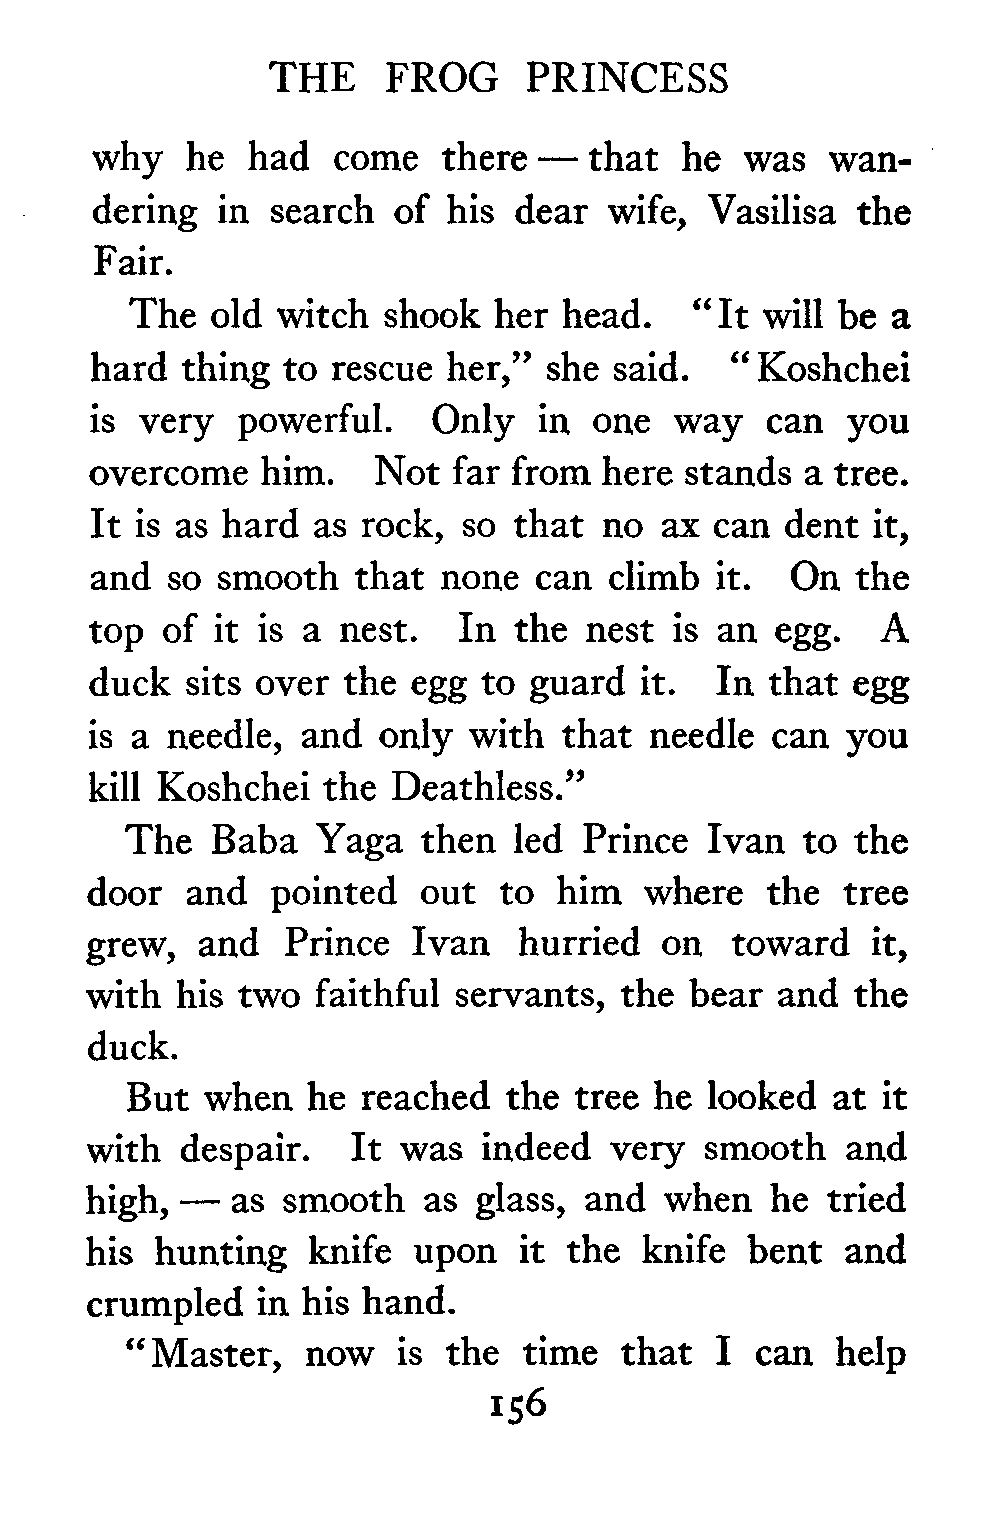 THE FROG PRINCESS
why he had come there — that he was wan-
dering in search of his dear wife, Vasilisa the
Fair.
The old witch shook her head. "It will be a
hard thing to rescue her," she said. "Koshchei
is very powerful. Only in one way can you
overcome him. Not far from here stands a tree.
It is as hard as rock, so that no ax can dent it,
and so smooth that none can climb it. On the
top of it is a nest. In the nest is an egg. A
duck sits over the egg to guard it. In that egg
is a needle, and only with that needle can you
kill Koshchei the Deathless."
The Baba Yaga then led Prince Ivan to the
door and pointed out to him where the tree
grew, and Prince Ivan hurried on toward it,
with his two faithful servants, the bear and the
duck.
But when he reached the tree he looked at it
with despair. It was indeed very smooth and
high, — as smooth as glass, and when he tried
his hunting knife upon it the knife bent and
crumpled in his hand.
"Master, now is the time that I can help
156